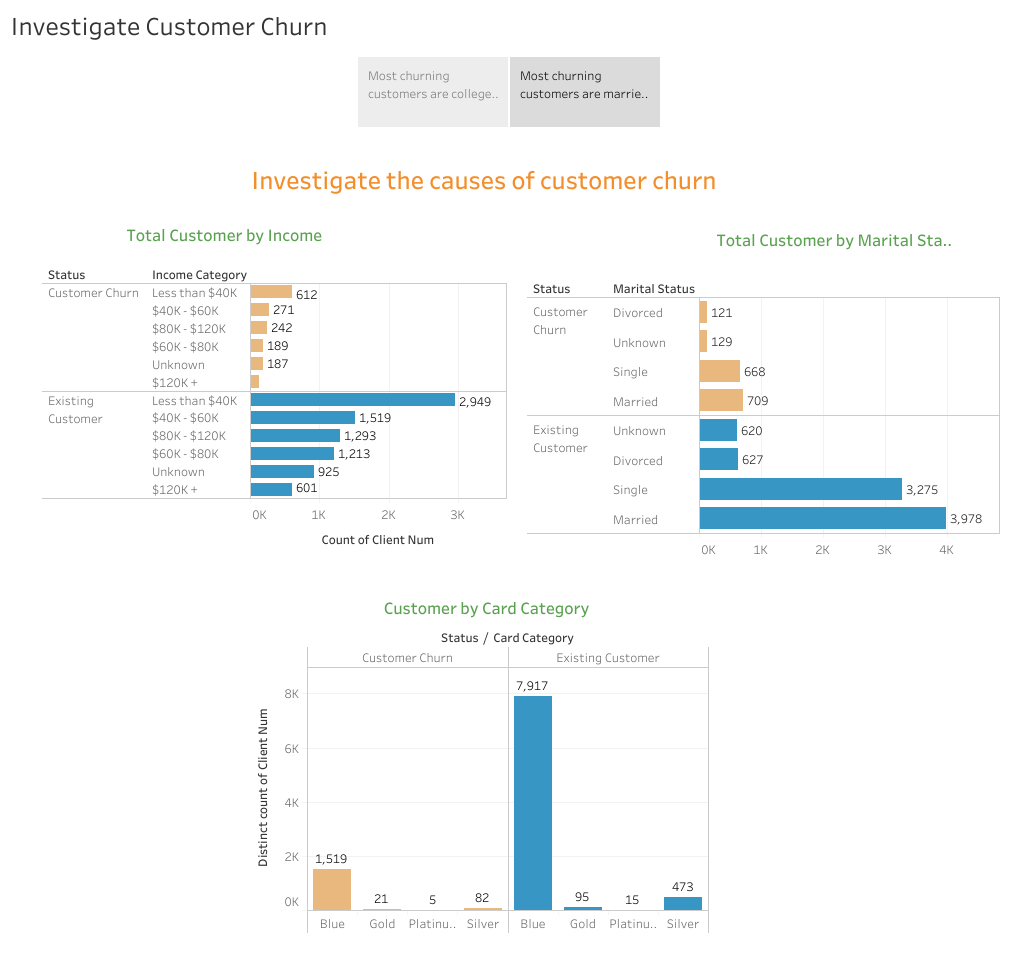 Investigate Customer Churn
Most churning
customers are college..
Most churning
customers are marrie..
Investigate the causes of customer churn
Total Customer by Income
Status Income Category
Customer Churn Less than $40K 612
$40K - $60K 271
$80K - $120K 242
$60K - $80K 189
Unknown 187
$120K +
Existing
Customer
Less than $40K 2,949
$40K - $60K 1,519
$80K - $120K 1,293
$60K - $80K 1,213
Unknown 925
$120K + 601
0K 1K 2K 3K
Count of Client Num
Total Customer by Marital Sta..
Status Marital Status
Customer
Churn
Divorced 121
Unknown 129
Single 668
Married 709
Existing
Customer
Unknown 620
Divorced 627
Single 3,275
Married 3,978
0K 1K 2K 3K 4K
Customer by Card Category
Status / Card Category
Customer Churn Existing Customer
Distinct count of Client Num
8K
6K
4K
2K
0K
1,519 21 5 82 7,917 95 15 473
Blue Gold Platinu.. Silver Blue Gold Platinu.. Silver